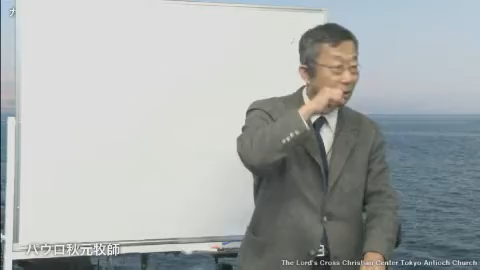 パウロ秋元牧師
The Lord's Cross Christian Center Tokyo Antioch Church